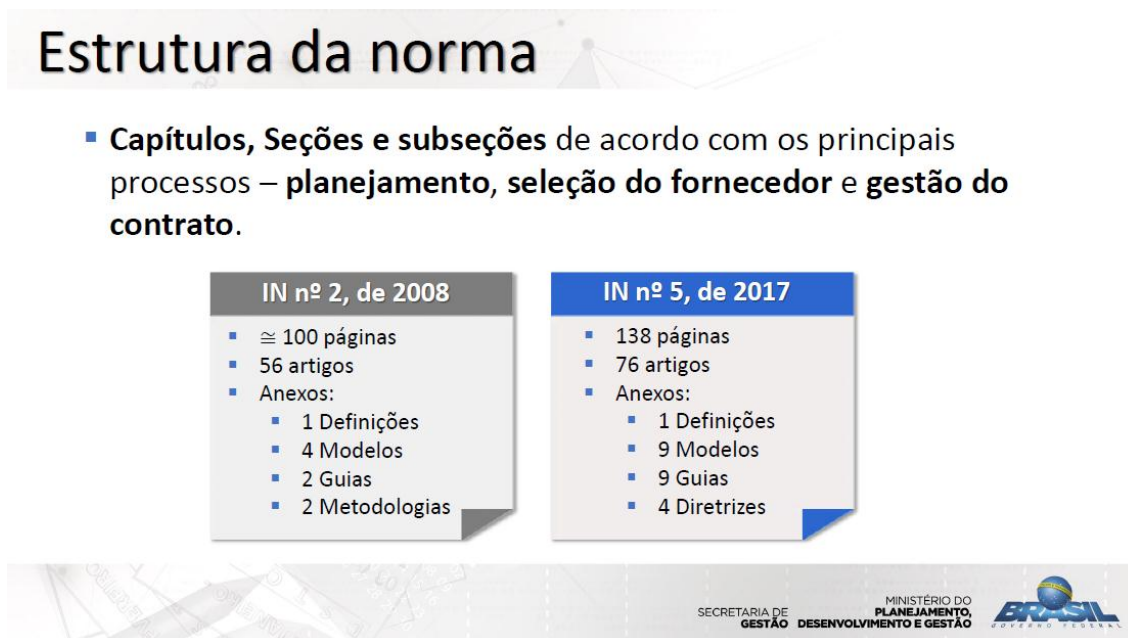 Estrutura da norma
Capítulos, Seções e subseções de acordo com os principais
processos – planejamento, seleção do fornecedor e gestão do
contrato.
IN nº 2, de 2008
≅ 100 páginas
56 artigos
Anexos:
1 Definições
4 Modelos
2 Guias
2 Metodologias
IN nº 5, de 2017
138 páginas
76 artigos
Anexos:
1 Definições
9 Modelos
9 Guias
4 Diretrizes
SECRETARIA DE
GESTÃO
MINISTÉRIO DO
PLANEJAMENTO,
DESENVOLVIMENTO E GESTÃO
BRASIL
GOVERNO FEDERAL